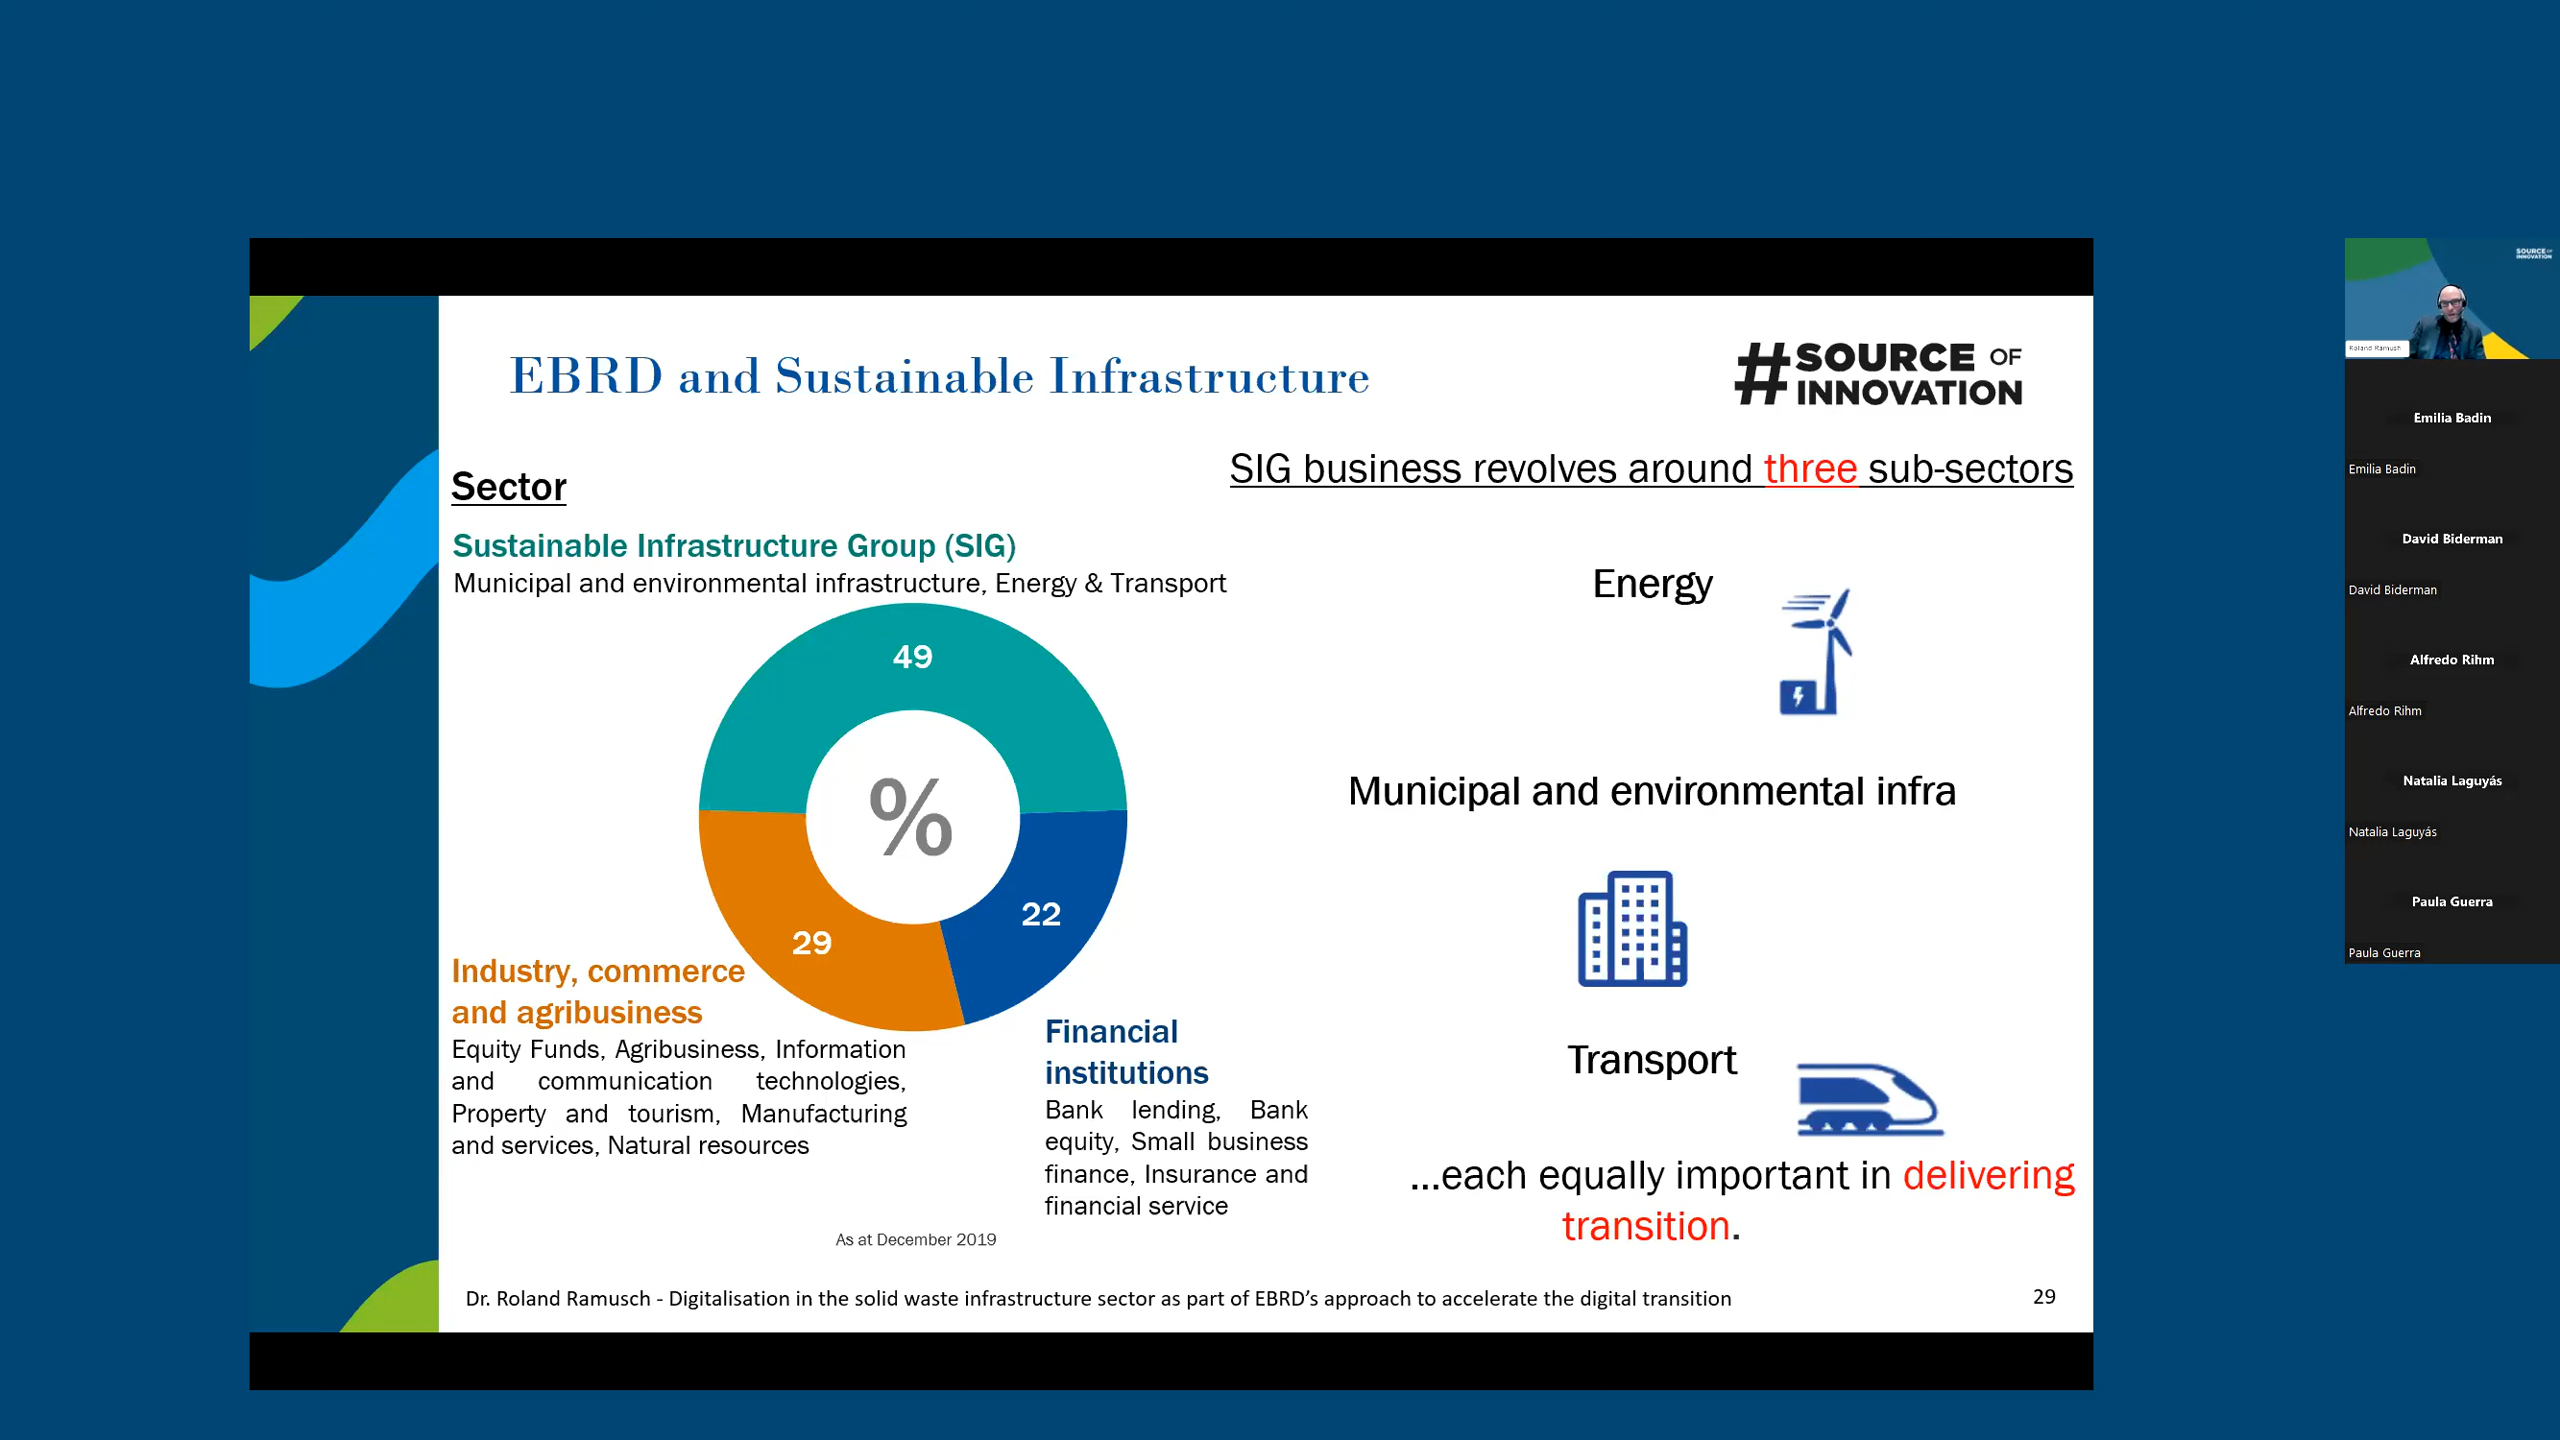 EBRD and Sustainable Infrastructure
#SOURCE OF
INNOVATION
Sector
SIG business revolves around three sub-sectors
Sustainable Infrastructure Group (SIG)
Municipal and environmental infrastructure, Energy & Transport
49
%
29
22
Industry, commerce
and agribusiness
Equity Funds, Agribusiness, Information
and communication technologies,
Property and tourism, Manufacturing
and services, Natural resources
Financial
institutions
Bank lending, Bank
equity, Small business
finance, Insurance and
financial service
As at December 2019
Energy
Municipal and environmental infra
Transport
...each equally important in delivering
transition.
Dr. Roland Ramusch - Digitalisation in the solid waste infrastructure sector as part of EBRD’s approach to accelerate the digital transition
29
SOURCE OF
INNOVATION
Roland Ramush
Emilia Badin
Emilia Badin
David Biderman
David Biderman
Alfredo Rihm
Alfredo Rihm
Natalia Laguyás
Natalia Laguyás
Paula Guerra
Paula Guerra